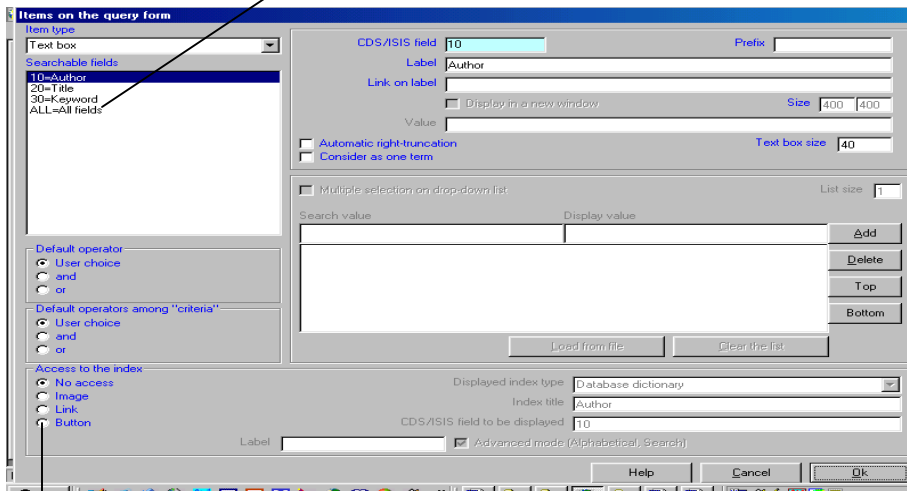 Items on the query form
Item type
Text box
Searchable fields
10=Author
20=Title
30=Keyword
ALL=All fields
Default operator
User choice
and
or
Default operators among "criteria"
User choice
and
or
CDS/ISIS field 10 Prefix
Label Author
Link on label
Display in a new window Size 400 400
Value
Automatic right-truncation Text box size 40
Consider as one term
Multiple selection on drop-down list List size 1
Search value Display value
Add
Delete
Top
Bottom
Load from file Clear the list
Access to the index
No access
Image
Link
Button
Displayed index type Database dictionary
Index title Author
CDS/ISIS field to be displayed 10
Label Advanced mode (Alphabetical, Search)
Help Cancel Ok